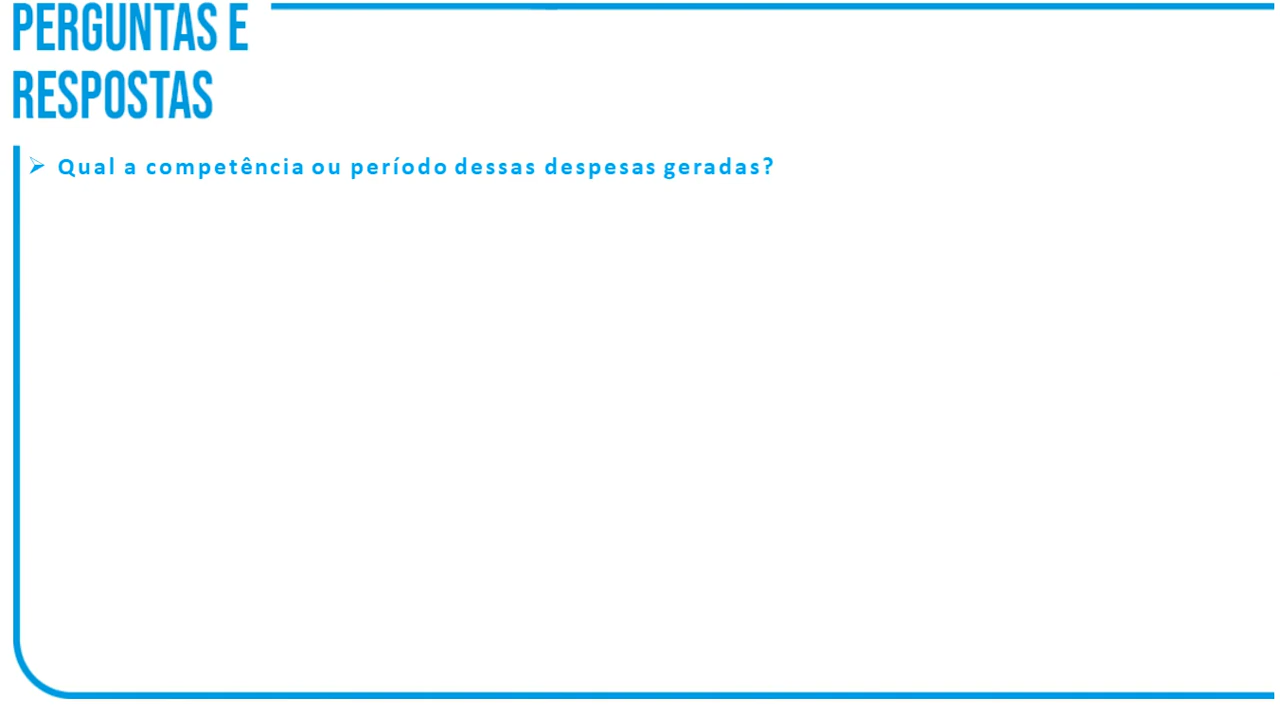 PERGUNTAS E
RESPOSTAS
➢ Qual a competência ou período dessas despesas geradas?